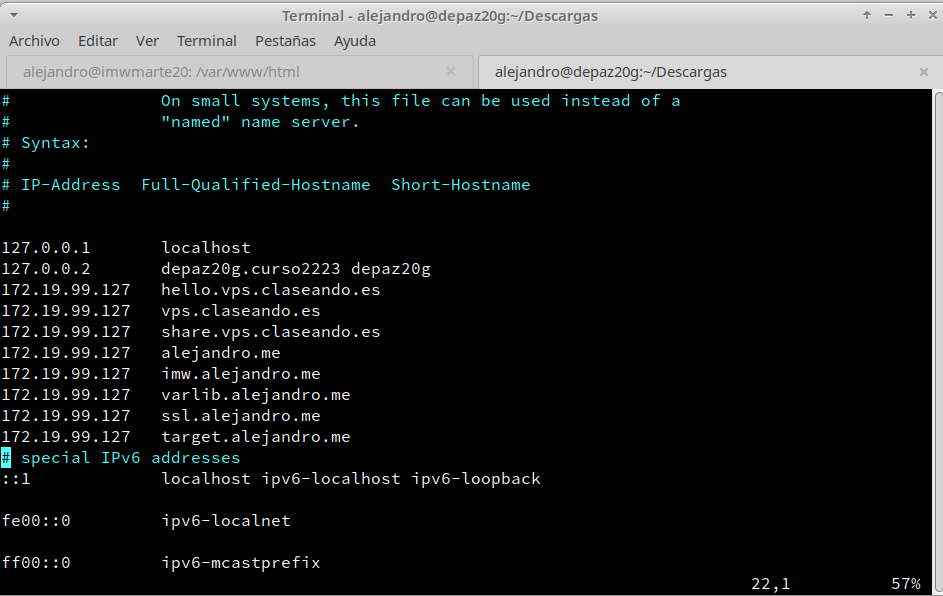 Terminal - alejandro@depaz20g:~/Descargas
Archivo Editar Ver Terminal Pestañas Ayuda
alejandro@imwmarte20: /var/www/html alejandro@depaz20g:~/Descargas
# On small systems, this file can be used instead of a
# "named" name server.
# Syntax:
#
# IP-Address Full-Qualified-Hostname Short-Hostname
#
127.0.0.1 localhost
127.0.0.2 depaz20g.curso2223 depaz20g
172.19.99.127 hello.vps.claseando.es
172.19.99.127 vps.claseando.es
172.19.99.127 share.vps.claseando.es
172.19.99.127 alejandro.me
172.19.99.127 imw.alejandro.me
172.19.99.127 varlib.alejandro.me
172.19.99.127 ssl.alejandro.me
172.19.99.127 target.alejandro.me
# special IPv6 addresses
::1 localhost ipv6-localhost ipv6-loopback
fe00::0 ipv6-localnet
ff00::0 ipv6-mcastprefix
22,1 57%